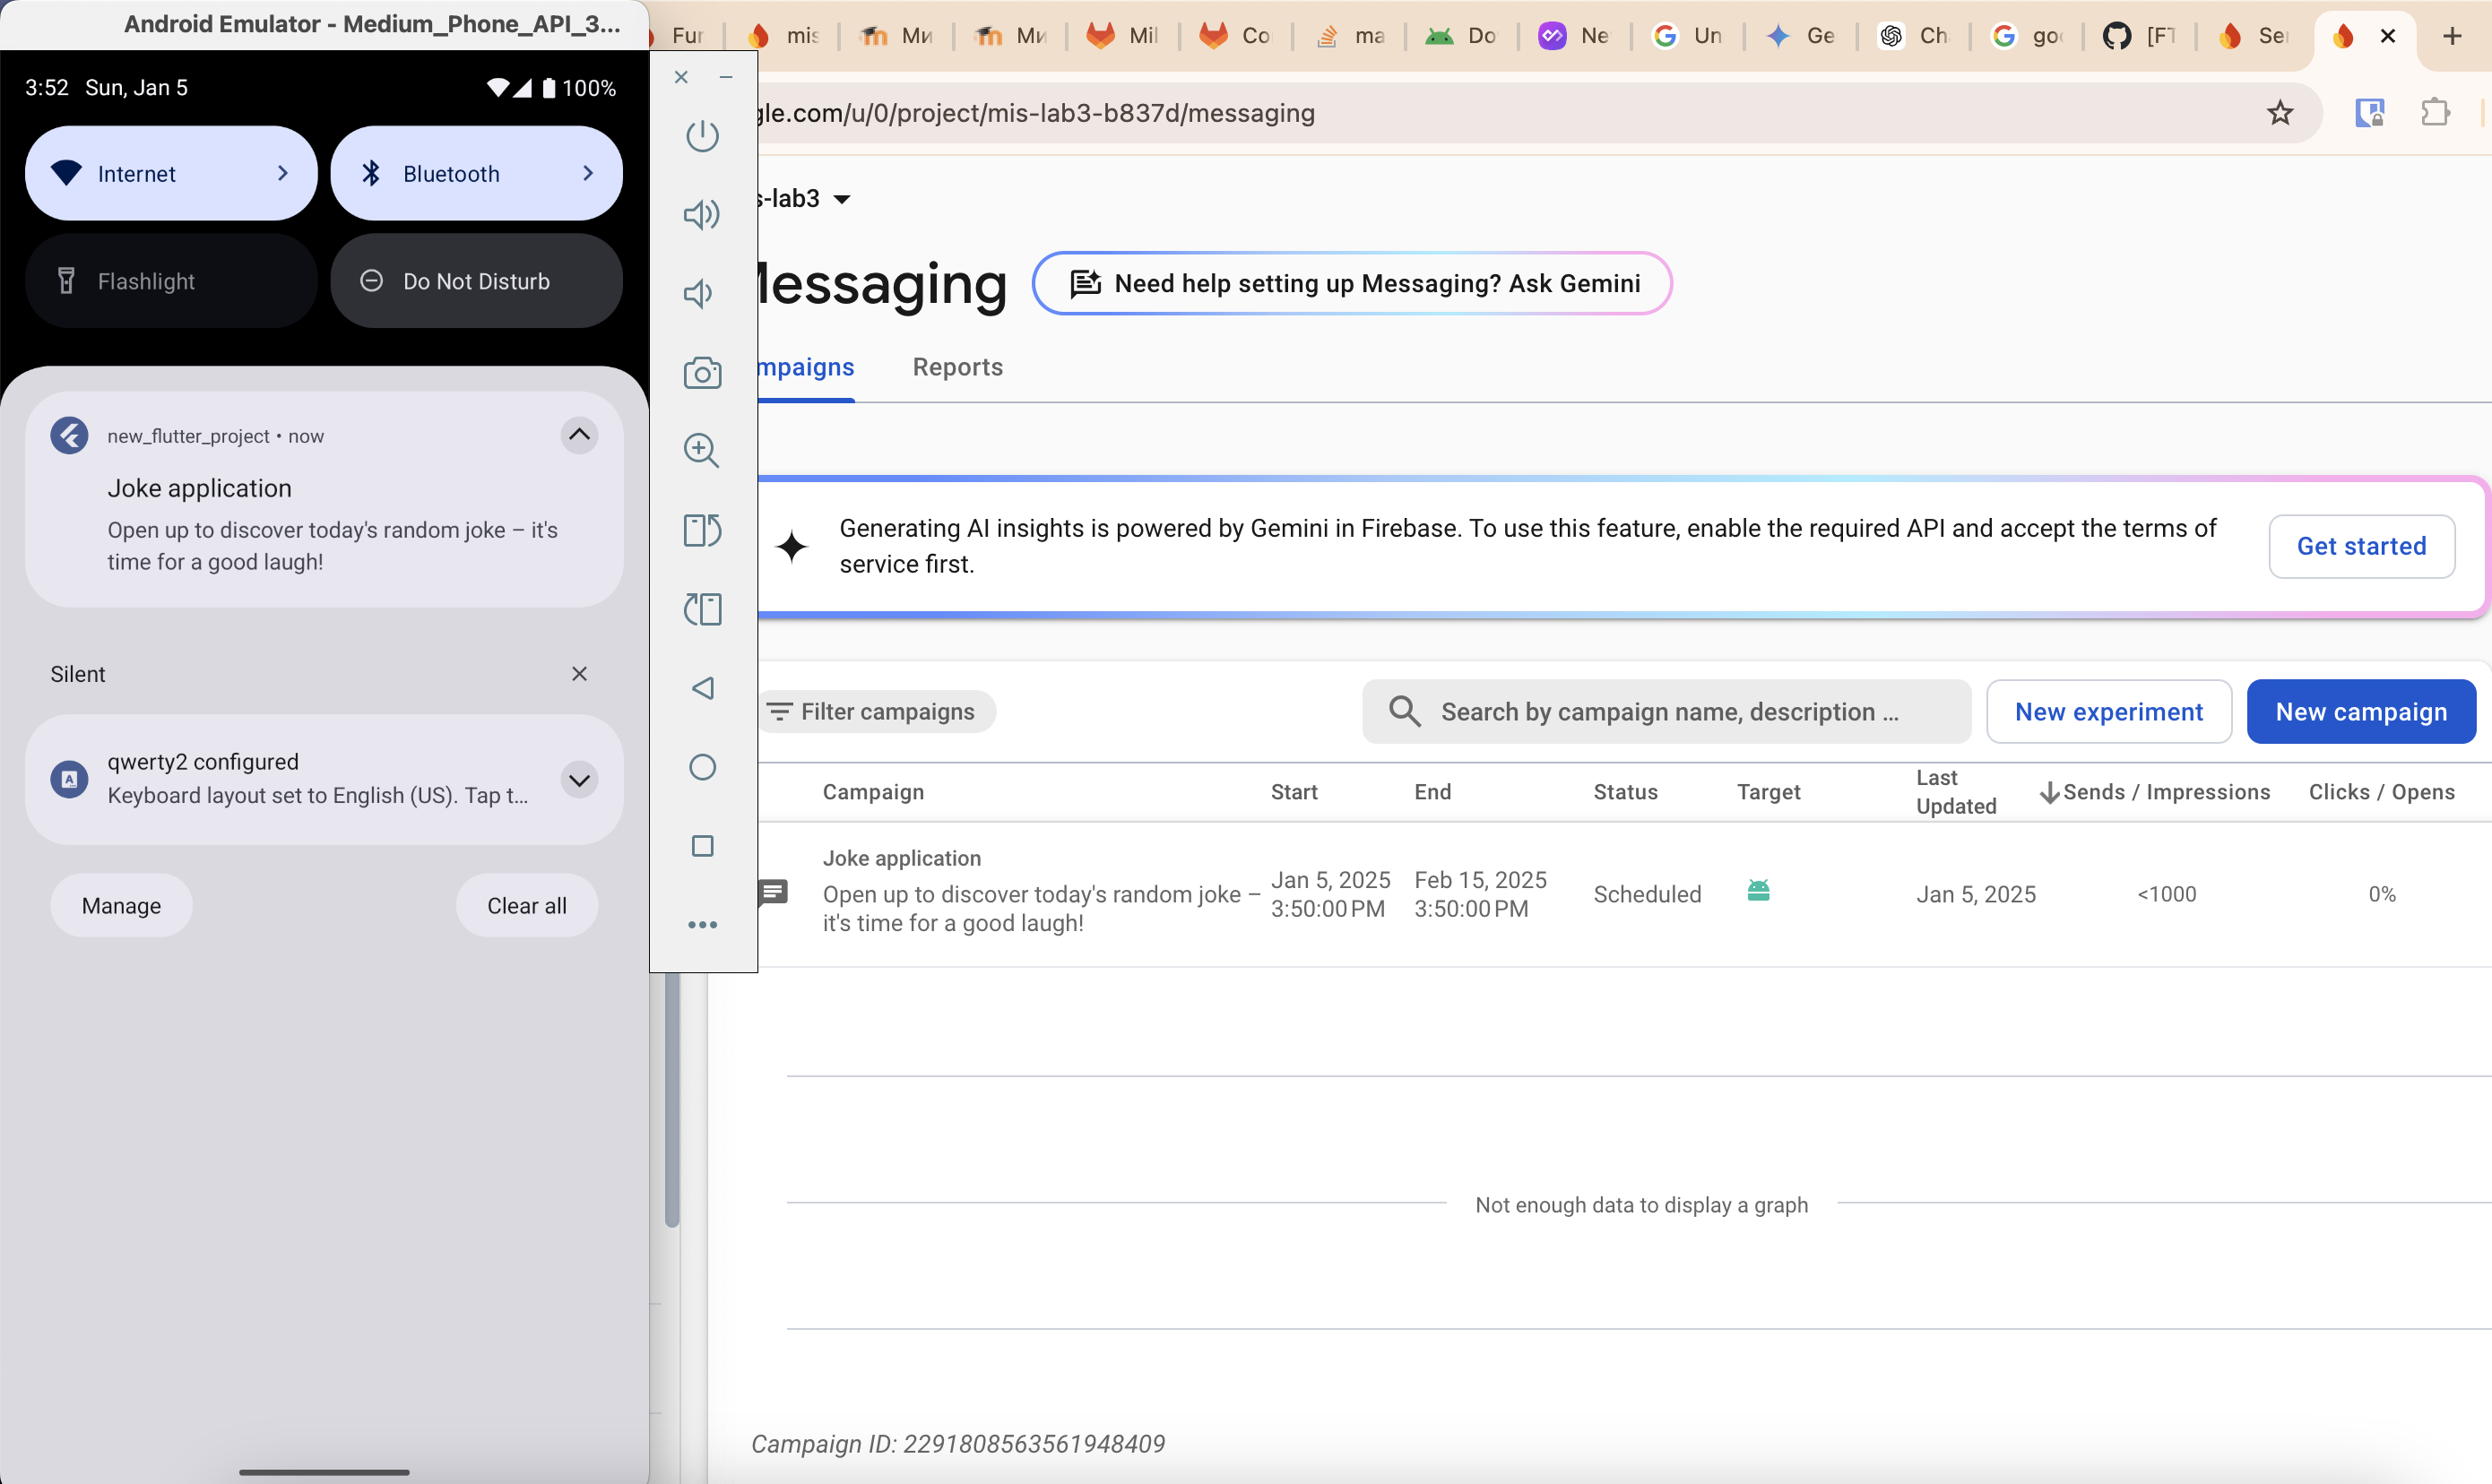 Android Emulator - Medium_Phone_API_3...
3:52 Sun, Jan 5
100%
Internet
Bluetooth
Flashlight
Do Not Disturb
new_flutter_project • now
Joke application
Open up to discover today's random joke – it's
time for a good laugh!
Silent
qwerty2 configured
Keyboard layout set to English (US). Tap t...
Manage
Clear all
Fur
mis
Ми
Ми
Mil
Co
ma
Do
Ne
Un
Ge
Ch
goo
[FT
Ser
gle.com/u/0/project/mis-lab3-b837d/messaging
s-lab3
Messaging
Need help setting up Messaging? Ask Gemini
mpaigns
Reports
Generating AI insights is powered by Gemini in Firebase. To use this feature, enable the required API and accept the terms of
service first.
Get started
Filter campaigns
Search by campaign name, description ...
New experiment
New campaign
Campaign
Start
End
Status
Target
Last
Updated
Sends / Impressions
Clicks / Opens
Joke application
Open up to discover today's random joke –
it's time for a good laugh!
Jan 5, 2025
3:50:00 PM
Feb 15, 2025
3:50:00 PM
Scheduled
Jan 5, 2025
<1000
0%
Not enough data to display a graph
Campaign ID: 2291808563561948409